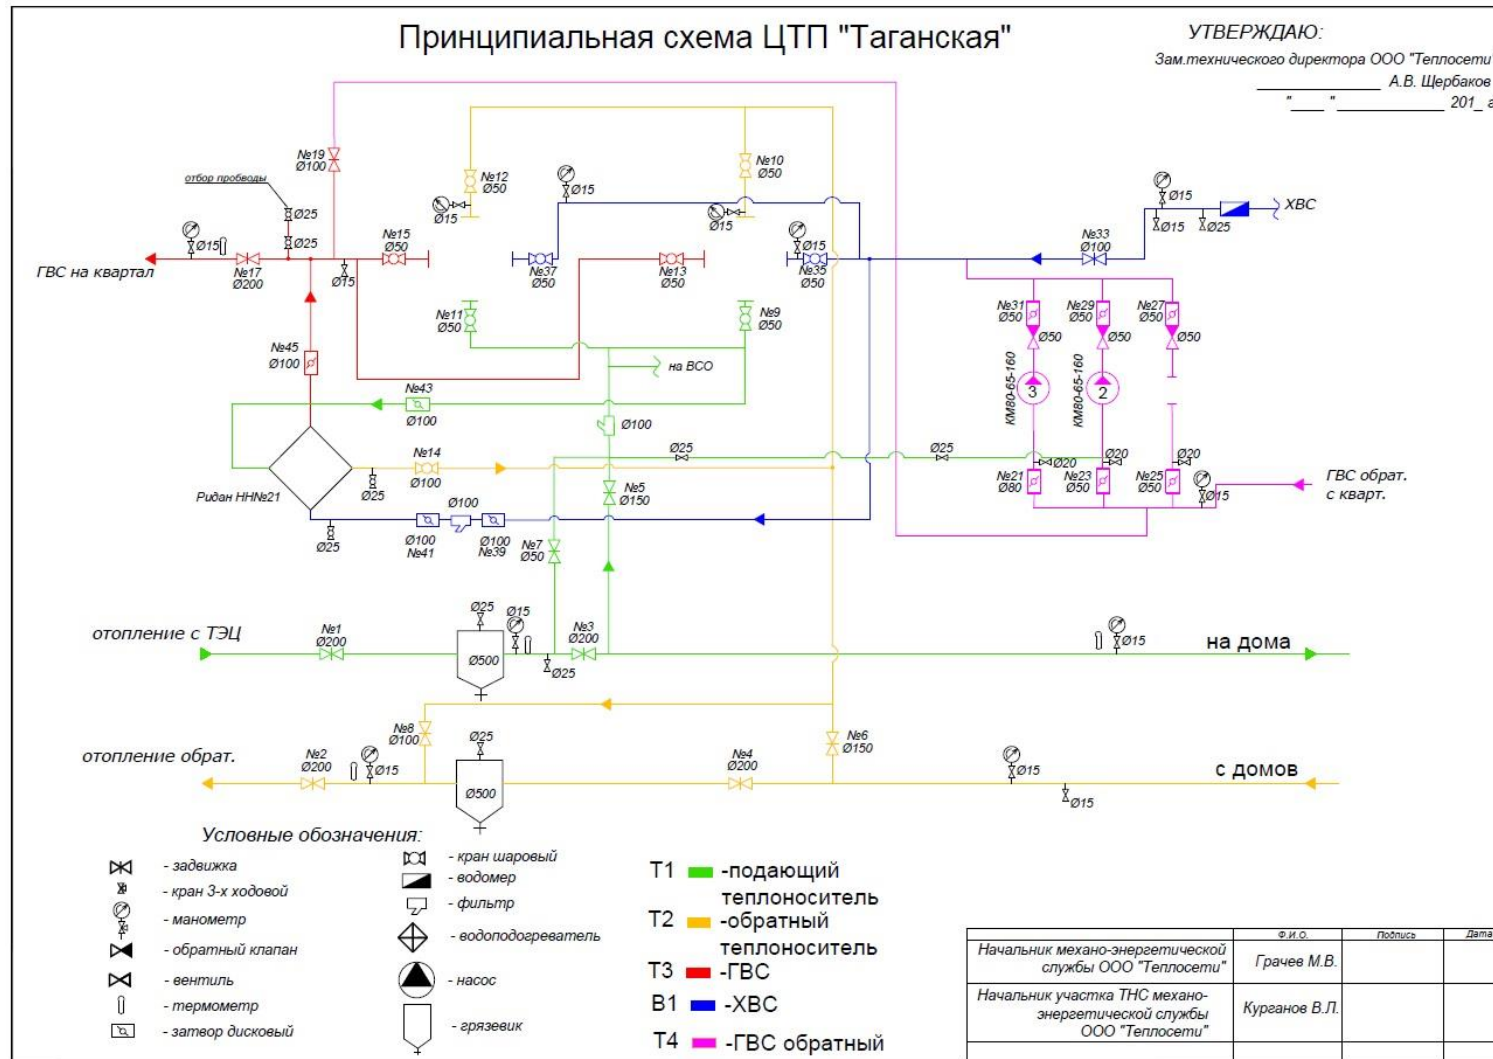 Принципиальная схема ЦТП "Таганская"
УТВЕРЖДАЮ:
Зам.технического директора ООО "Теплосети"
А.В. Щербаков
"___ " ____________ 201_ г
№19
Ø100
№12
Ø50
№10
Ø50
отбор пробводы
Ø15
Ø15
Ø15
Ø15
Ø25
Ø25
ХВС
Ø15
Ø25
№15
Ø50
Ø15
№33
Ø100
Ø15
ГВС на квартал
№17
Ø200
Ø15
№37
Ø50
№13
Ø50
№35
Ø50
№11
Ø50
№9
Ø50
№31
Ø50
№29
Ø50
№27
Ø50
Ø50
Ø50
Ø50
№45
Ø100
на ВСО
КМ80-65-160
3
КМ80-65-160
2
№43
Ø100
Ø100
Ø25
Ø25
№14
Ø100
Ø20
Ø20
Ø20
Ридан НН№21
Ø25
№5
Ø150
№21
Ø80
№23
Ø50
№25
Ø50
Ø15
ГВС обрат.
с кварт.
Ø100
Ø25
Ø100
№41
Ø100
№39
№7
Ø50
отопление с ТЭЦ
№1
Ø200
Ø25
Ø15
№3
Ø200
Ø500
Ø25
Ø15
на дома
№8
Ø100
№6
Ø150
отопление обрат.
№2
Ø200
Ø15
Ø25
№4
Ø200
Ø500
Ø15
Ø15
с домов
Условные обозначения:
- задвижка
- кран 3-х ходовой
- манометр
- обратный клапан
- вентиль
- термометр
- затвор дисковый
- кран шаровый
- водомер
- фильтр
- водоподогреватель
- насос
- грязевик
Т1 -подающий
теплоноситель
Т2 -обратный
теплоноситель
Т3 -ГВС
В1 -ХВС
Т4 -ГВС обратный
Ф.И.О. Подпись Дата
Начальник механо-энергетической
службы ООО "Теплосети"
Грачев М.В.
Начальник участка ТНС механо-
энергетической службы
ООО "Теплосети"
Курганов В.Л.